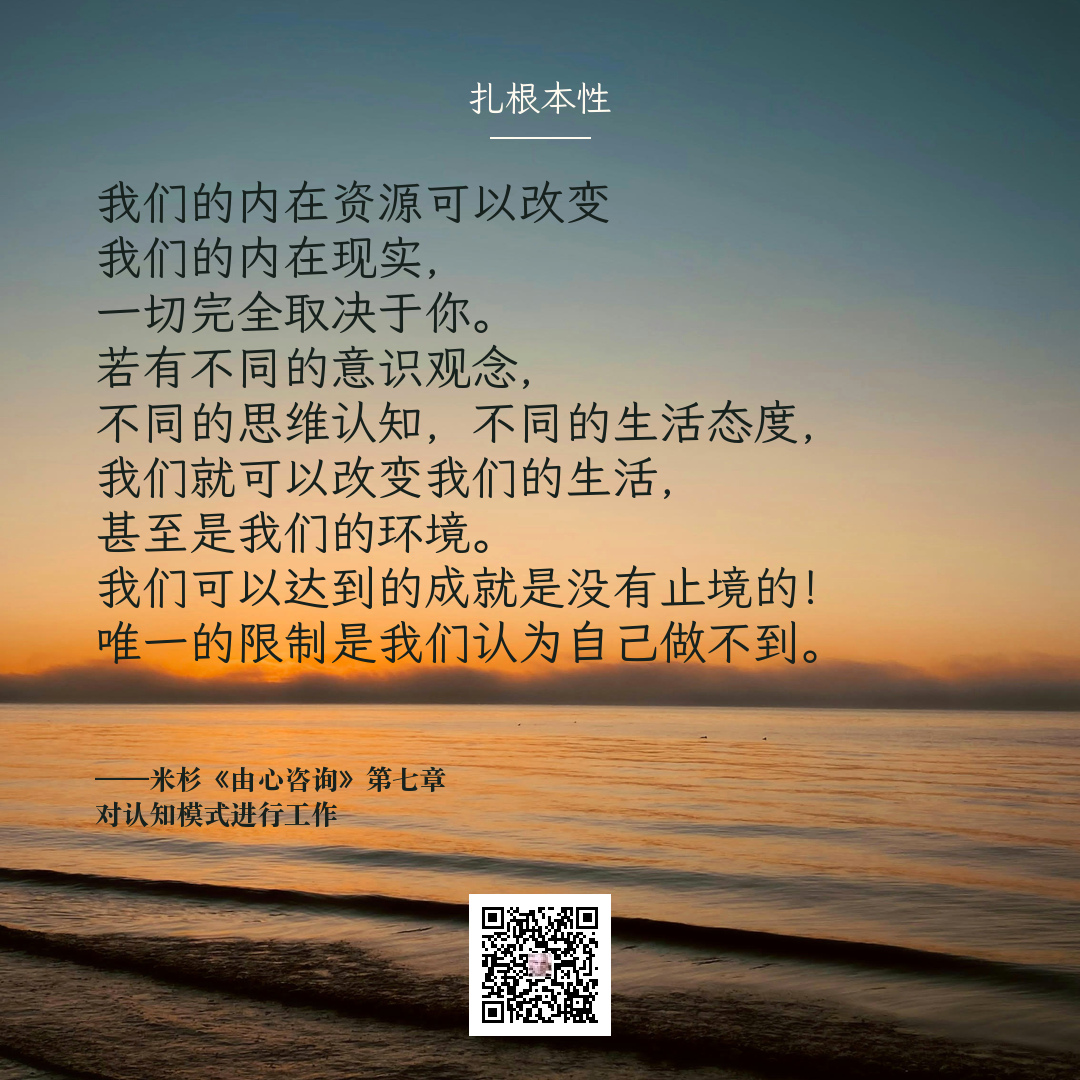 扎根本性
我们的内在资源可以改变
我们的内在现实，
一切完全取决于你。
若有不同的意识观念，
不同的思维认知，不同的生活态度，
我们就可以改变我们的生活，
甚至是我们的环境。
我们可以达到的成就是没有止境的！
唯一的限制是我们认为自己做不到。
——米杉《由心咨询》第七章
对认知模式进行工作